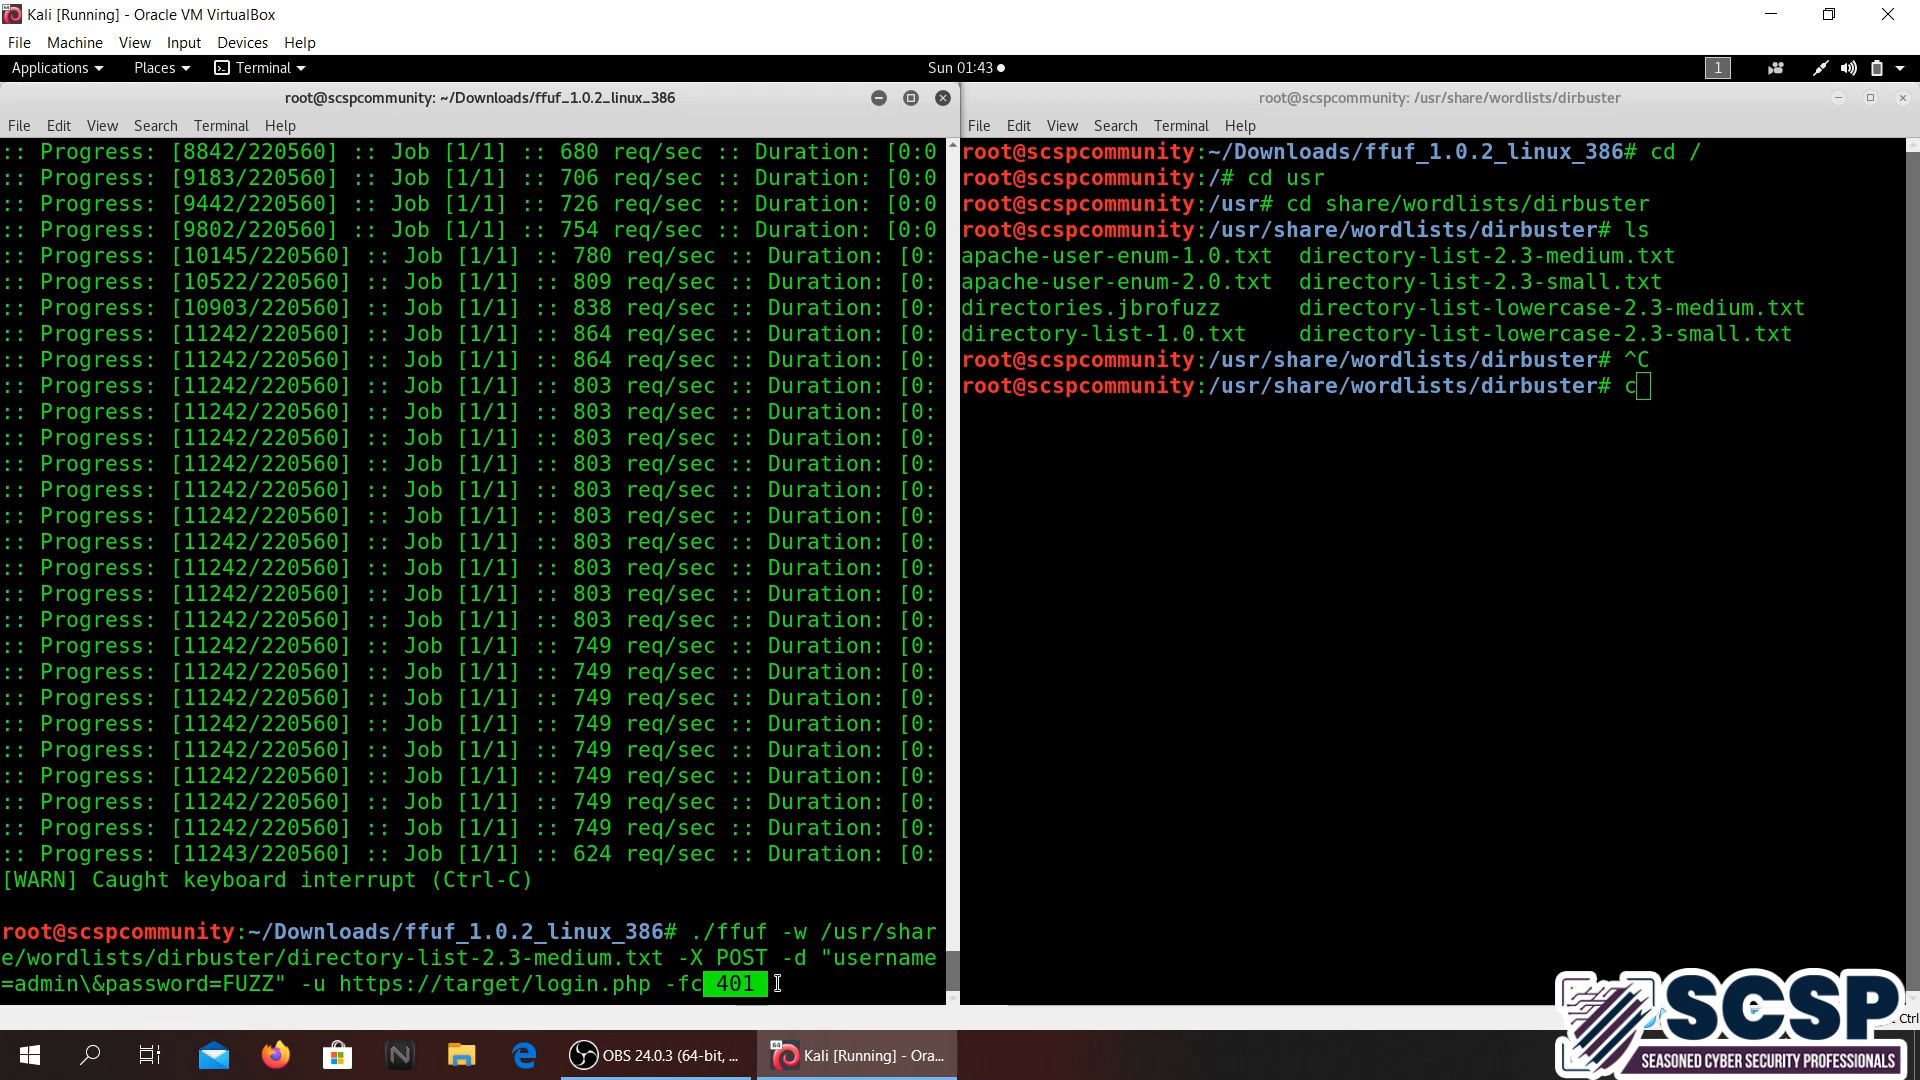 Kali [Running] - Oracle VM VirtualBox
File Machine View Input Devices Help
Applications Places Terminal Sun 01:43 1
root@scspcommunity: ~/Downloads/ffuf_1.0.2_linux_386
File Edit View Search Terminal Help
:: Progress: [8842/220560] :: Job [1/1] :: 680 req/sec :: Duration: [0:0
:: Progress: [9183/220560] :: Job [1/1] :: 706 req/sec :: Duration: [0:0
:: Progress: [9442/220560] :: Job [1/1] :: 726 req/sec :: Duration: [0:0
:: Progress: [9802/220560] :: Job [1/1] :: 754 req/sec :: Duration: [0:0
:: Progress: [10145/220560] :: Job [1/1] :: 780 req/sec :: Duration: [0:
:: Progress: [10522/220560] :: Job [1/1] :: 809 req/sec :: Duration: [0:
:: Progress: [10903/220560] :: Job [1/1] :: 838 req/sec :: Duration: [0:
:: Progress: [11242/220560] :: Job [1/1] :: 864 req/sec :: Duration: [0:
:: Progress: [11242/220560] :: Job [1/1] :: 864 req/sec :: Duration: [0:
:: Progress: [11242/220560] :: Job [1/1] :: 803 req/sec :: Duration: [0:
:: Progress: [11242/220560] :: Job [1/1] :: 803 req/sec :: Duration: [0:
:: Progress: [11242/220560] :: Job [1/1] :: 803 req/sec :: Duration: [0:
:: Progress: [11242/220560] :: Job [1/1] :: 803 req/sec :: Duration: [0:
:: Progress: [11242/220560] :: Job [1/1] :: 803 req/sec :: Duration: [0:
:: Progress: [11242/220560] :: Job [1/1] :: 803 req/sec :: Duration: [0:
:: Progress: [11242/220560] :: Job [1/1] :: 803 req/sec :: Duration: [0:
:: Progress: [11242/220560] :: Job [1/1] :: 803 req/sec :: Duration: [0:
:: Progress: [11242/220560] :: Job [1/1] :: 803 req/sec :: Duration: [0:
:: Progress: [11242/220560] :: Job [1/1] :: 803 req/sec :: Duration: [0:
:: Progress: [11242/220560] :: Job [1/1] :: 749 req/sec :: Duration: [0:
:: Progress: [11242/220560] :: Job [1/1] :: 749 req/sec :: Duration: [0:
:: Progress: [11242/220560] :: Job [1/1] :: 749 req/sec :: Duration: [0:
:: Progress: [11242/220560] :: Job [1/1] :: 749 req/sec :: Duration: [0:
:: Progress: [11242/220560] :: Job [1/1] :: 749 req/sec :: Duration: [0:
:: Progress: [11242/220560] :: Job [1/1] :: 749 req/sec :: Duration: [0:
:: Progress: [11242/220560] :: Job [1/1] :: 749 req/sec :: Duration: [0:
:: Progress: [11242/220560] :: Job [1/1] :: 749 req/sec :: Duration: [0:
:: Progress: [11243/220560] :: Job [1/1] :: 624 req/sec :: Duration: [0:
[WARN] Caught keyboard interrupt (Ctrl-C)
root@scspcommunity:~/Downloads/ffuf_1.0.2_linux_386# ./ffuf -w /usr/shar
e/wordlists/dirbuster/directory-list-2.3-medium.txt -X POST -d "username
=admin\&password=FUZZ" -u https://target/login.php -fc 401
root@scspcommunity: /usr/share/wordlists/dirbuster
File Edit View Search Terminal Help
root@scspcommunity:~/Downloads/ffuf_1.0.2_linux_386# cd /
root@scspcommunity:/# cd usr
root@scspcommunity:/usr# cd share/wordlists/dirbuster
root@scspcommunity:/usr/share/wordlists/dirbuster# ls
apache-user-enum-1.0.txt directory-list-2.3-medium.txt
apache-user-enum-2.0.txt directory-list-2.3-small.txt
directories.jbrofuzz directory-list-lowercase-2.3-medium.txt
directory-list-1.0.txt directory-list-lowercase-2.3-small.txt
root@scspcommunity:/usr/share/wordlists/dirbuster# ^C
root@scspcommunity:/usr/share/wordlists/dirbuster# c
Ctrl
OBS 24.0.3 (64-bit, ...
64
Kali [Running] - Ora...
SCSP
SEASONED CYBER SECURITY PROFESSIONALS